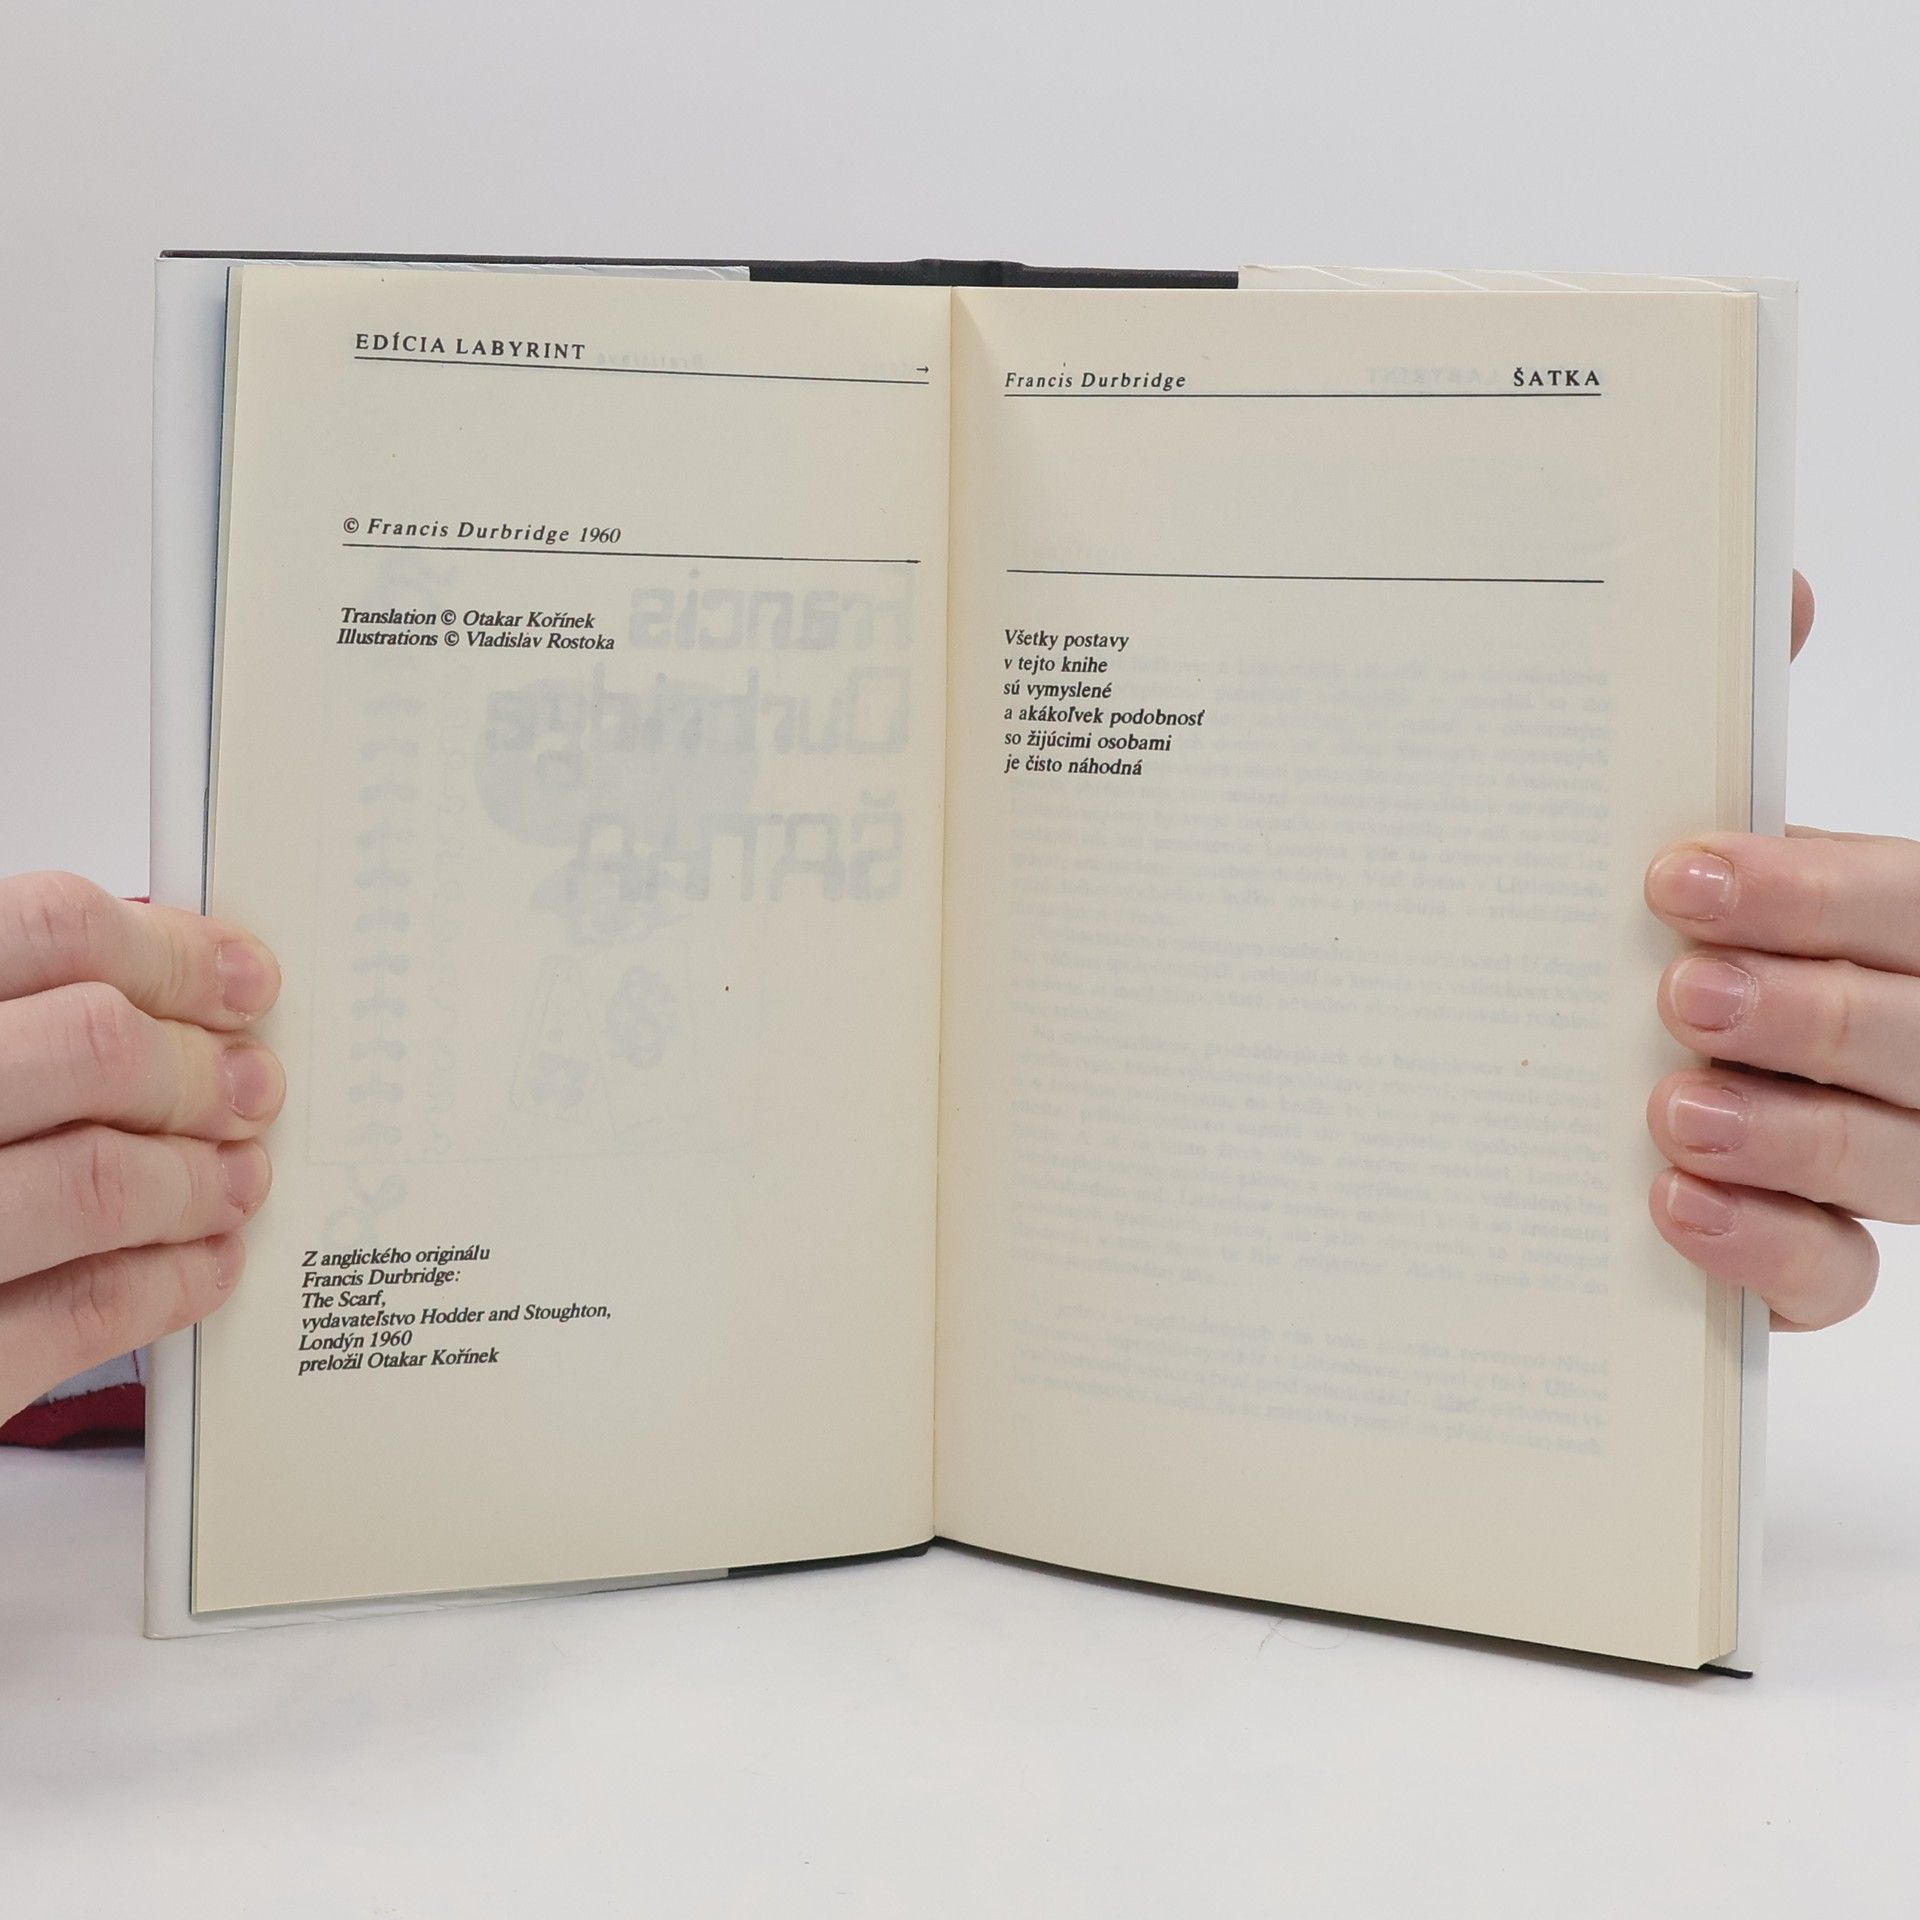 EDÍCIA LABYRINT
→
© Francis Durbridge 1960
Translation © Otakar Kořínek
Illustrations © Vladislav Rostoka
Z anglického originálu
Francis Durbridge:
The Scarf,
vydavateľstvo Hodder and Stoughton,
Londýn 1960
preložil Otakar Kořínek
Francis Durbridge ŠATKA
Všetky postavy
v tejto knihe
sú vymyslené
a akákoľvek podobnosť
so žijúcimi osobami
je čisto náhodná